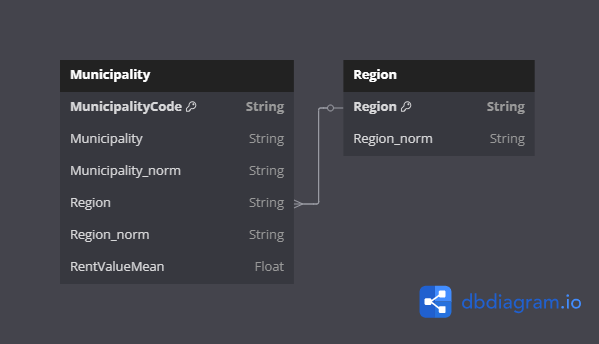 Municipality
MunicipalityCode String
Municipality String
Municipality_norm String
Region String
Region_norm String
RentValueMean Float
Region
Region String
Region_norm String
dbdiagram.io